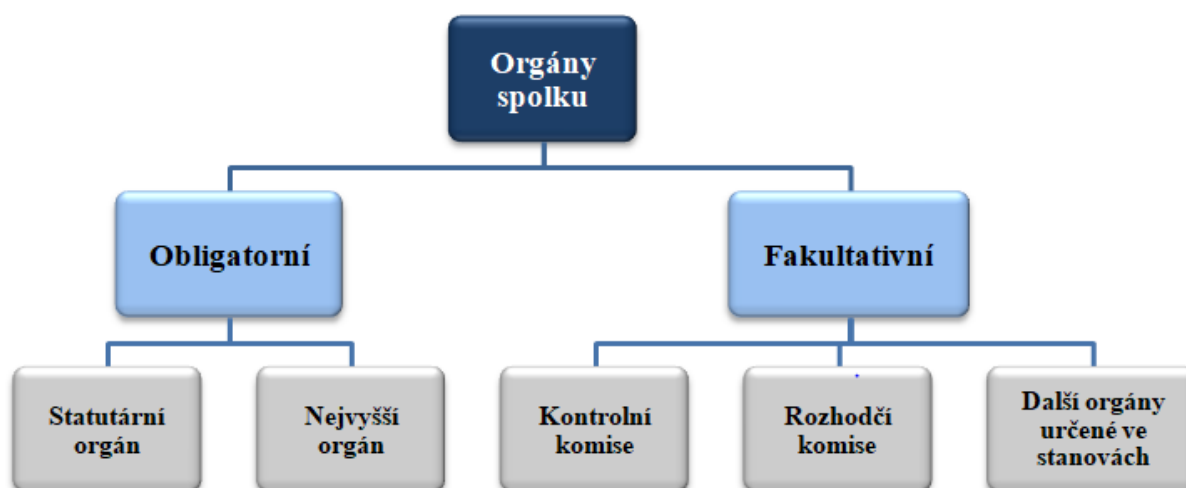 Orgány
spolku
Obligatorní
Fakultativní
Statutární
orgán
Nejvyšší
orgán
Kontrolní
komise
Rozhodčí
komise
Další orgány
určené ve
stanovách